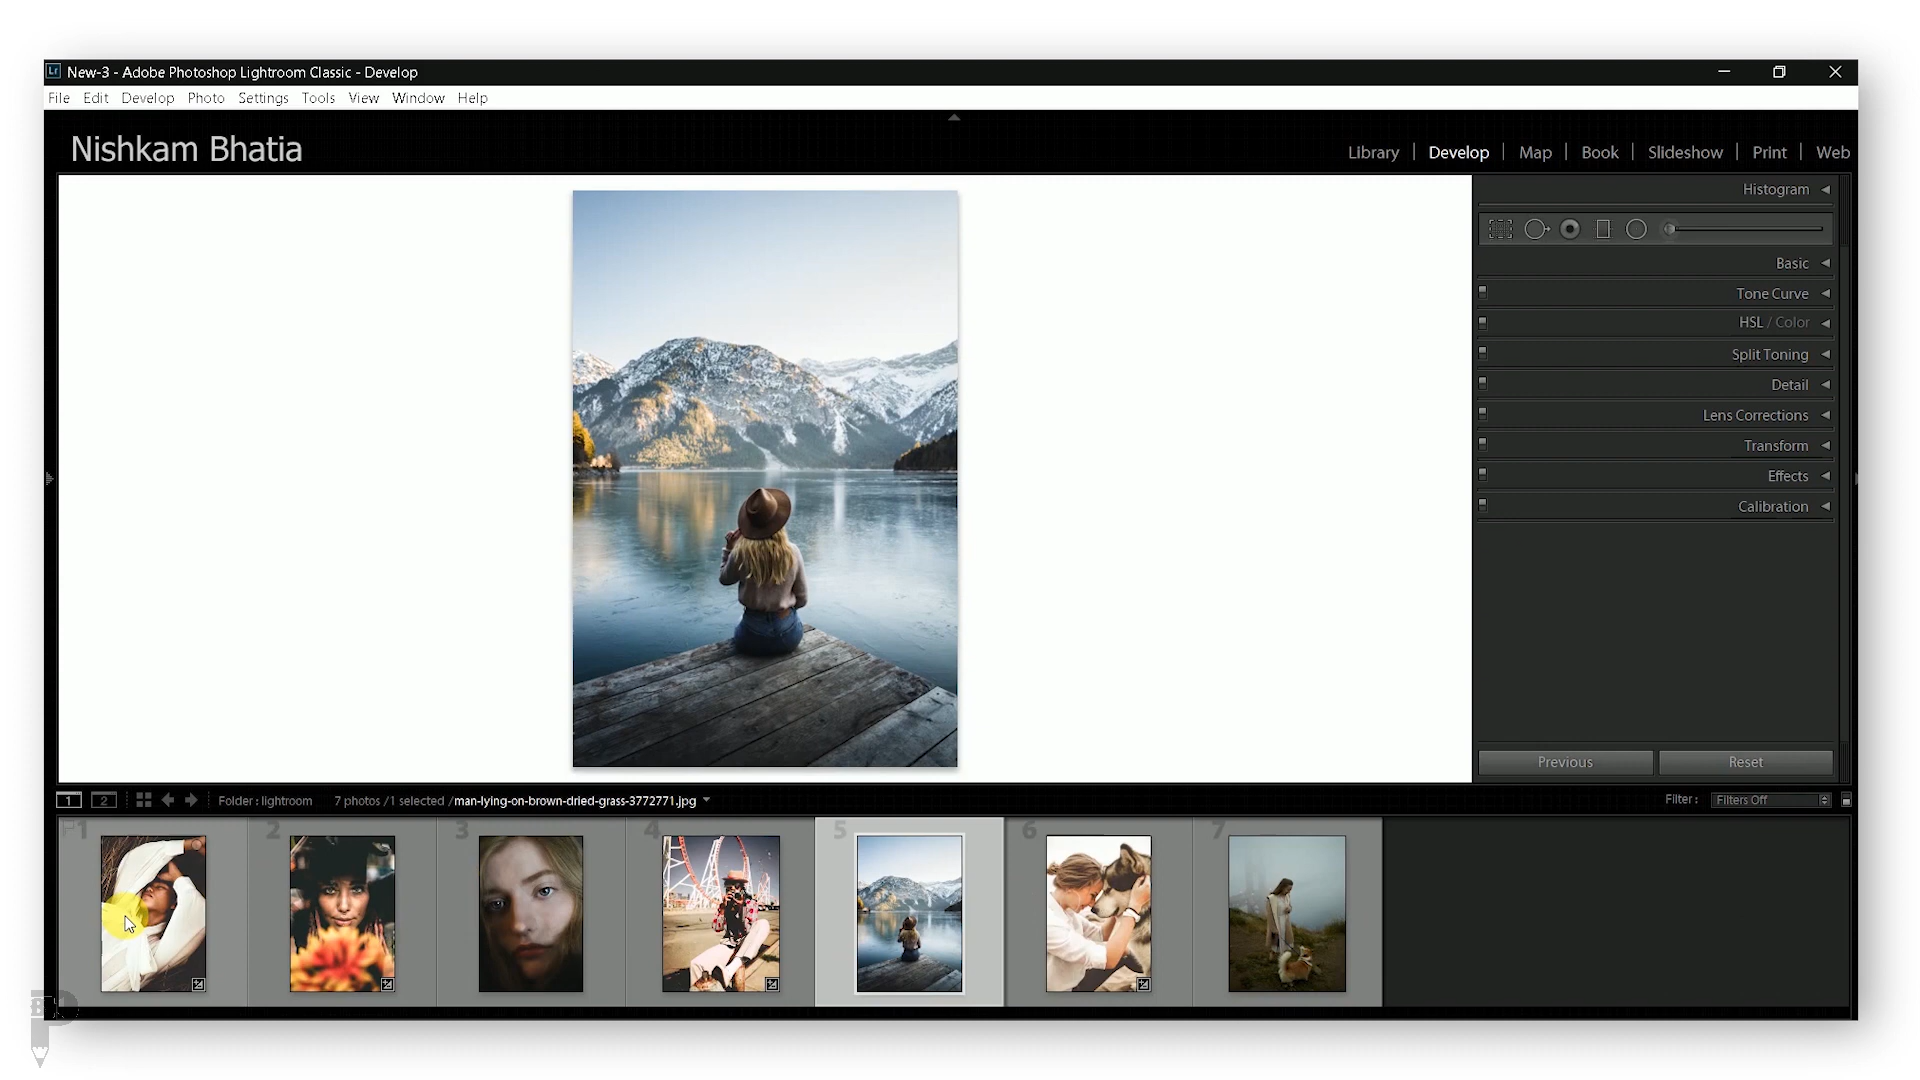 Lr New-3 - Adobe Photoshop Lightroom Classic - Develop
File Edit Develop Photo Settings Tools View Window Help
Nishkam Bhatia
Library | Develop | Map | Book | Slideshow | Print | Web
Histogram
Basic
Tone Curve
HSL / Color
Split Toning
Detail
Lens Corrections
Transform
Effects
Calibration
Previous Reset
1 2 Folder : lightroom 7 photos /1 selected /man-lying-on-brown-dried-grass-3772771.jpg Filter : Filters Off
1 2 3 4 5 6 7